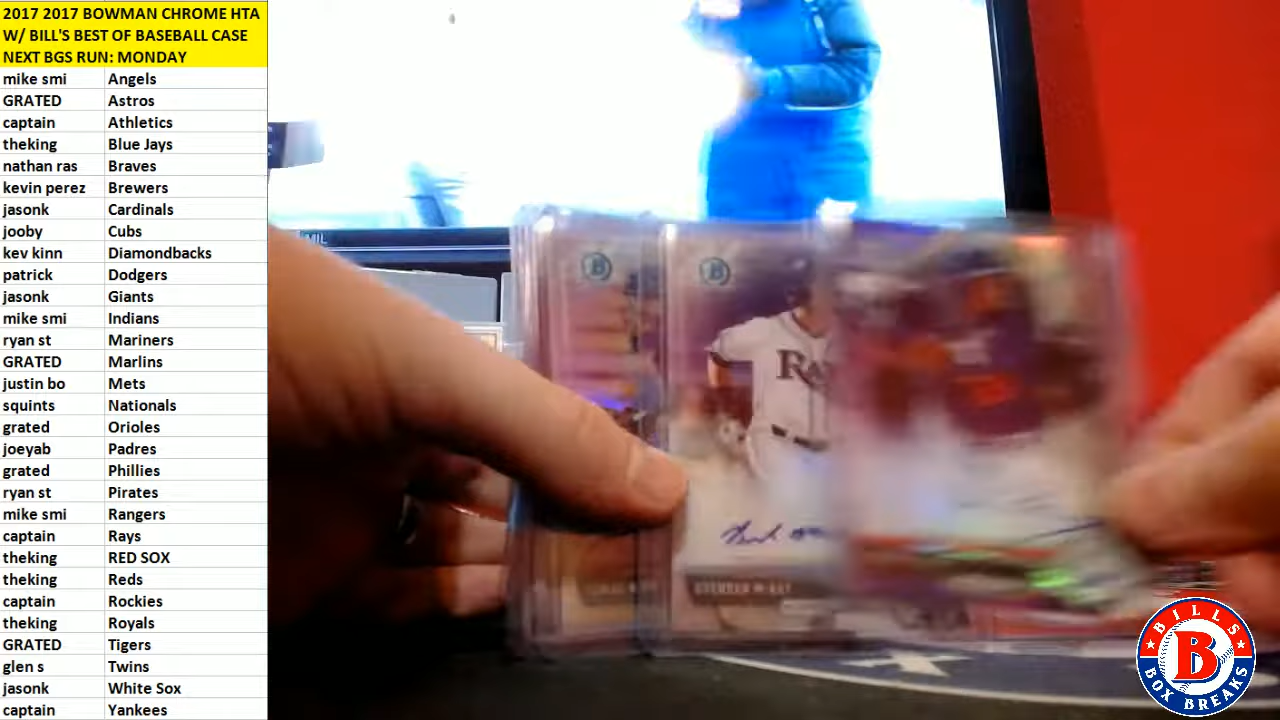 2017 2017 BOWMAN CHROME HTA
W/ BILL'S BEST OF BASEBALL CASE
NEXT BGS RUN: MONDAY
mike smi Angels
GRATED Astros
captain Athletics
theking Blue Jays
nathan ras Braves
kevin perez Brewers
jasonk Cardinals
jooby Cubs
kev kinn Diamondbacks
patrick Dodgers
jasonk Giants
mike smi Indians
ryan st Mariners
GRATED Marlins
justin bo Mets
squints Nationals
grated Orioles
joeyab Padres
grated Phillies
ryan st Pirates
mike smi Rangers
captain Rays
theking RED SOX
theking Reds
captain Rockies
theking Royals
GRATED Tigers
glen s Twins
jasonk White Sox
captain Yankees
B
B
BILLS
B
BOX BREAKS